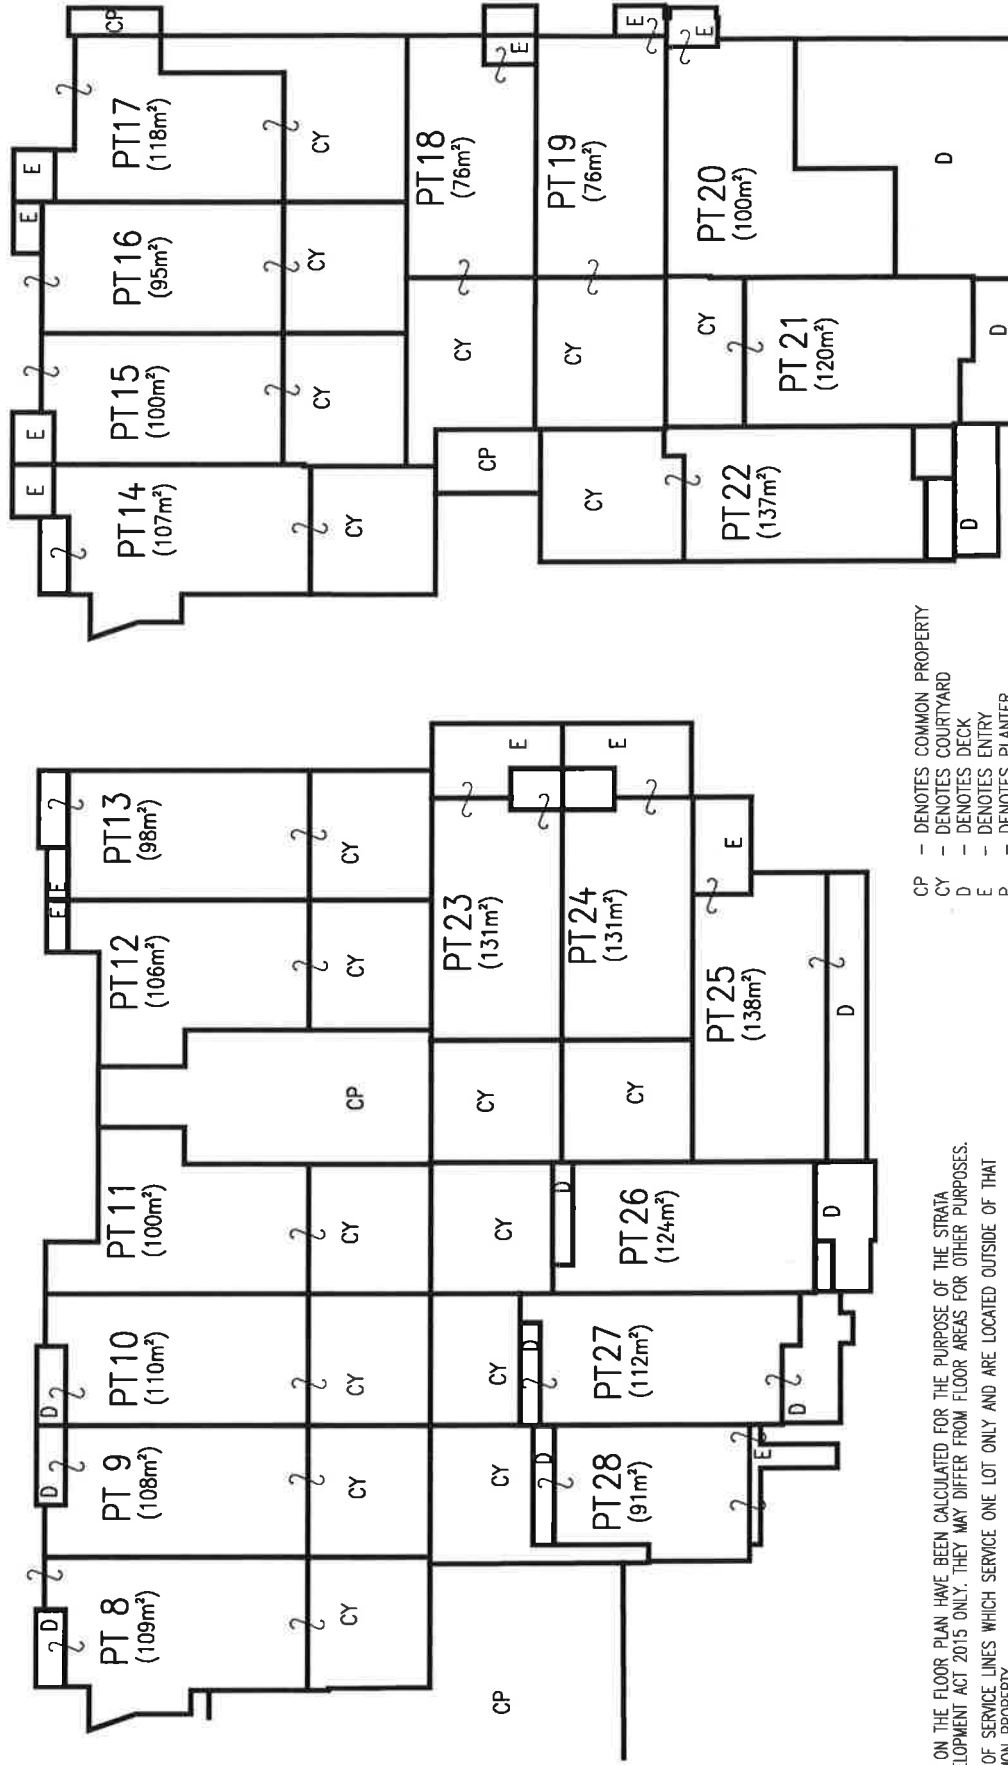 PT 8
(109m²)
D
CY
PT 9
(108m²)
D
CY
PT10
(110m²)
D
CY
PT11
(100m²)
CY
CP
PT12
(106m²)
E
CY
PT13
(98m²)
E
CY
CP
PT28
(91m²)
D
CY
E
PT27
(112m²)
D
CY
D
PT26
(124m²)
D
CY
D
PT23
(131m²)
E
CY
PT24
(131m²)
E
CY
PT25
(138m²)
E
D
PT14
(107m²)
E
CY
PT15
(100m²)
E
CY
PT16
(95m²)
E
CY
PT17
(118m²)
E
CP
CY
PT18
(76m²)
E
CY
PT19
(76m²)
E
CY
PT20
(100m²)
E
D
PT21
(120m²)
CY
D
PT22
(137m²)
CY
CP
D
CP - DENOTES COMMON PROPERTY
CY - DENOTES COURTYARD
D - DENOTES DECK
E - DENOTES ENTRY
P - DENOTES PLANTER
ON THE FLOOR PLAN HAVE BEEN CALCULATED FOR THE PURPOSE OF THE STRATA
LOPMENT ACT 2015 ONLY. THEY MAY DIFFER FROM FLOOR AREAS FOR OTHER PURPOSES.
OF SERVICE LINES WHICH SERVICE ONE LOT ONLY AND ARE LOCATED OUTSIDE OF THAT
MON PROPERTY